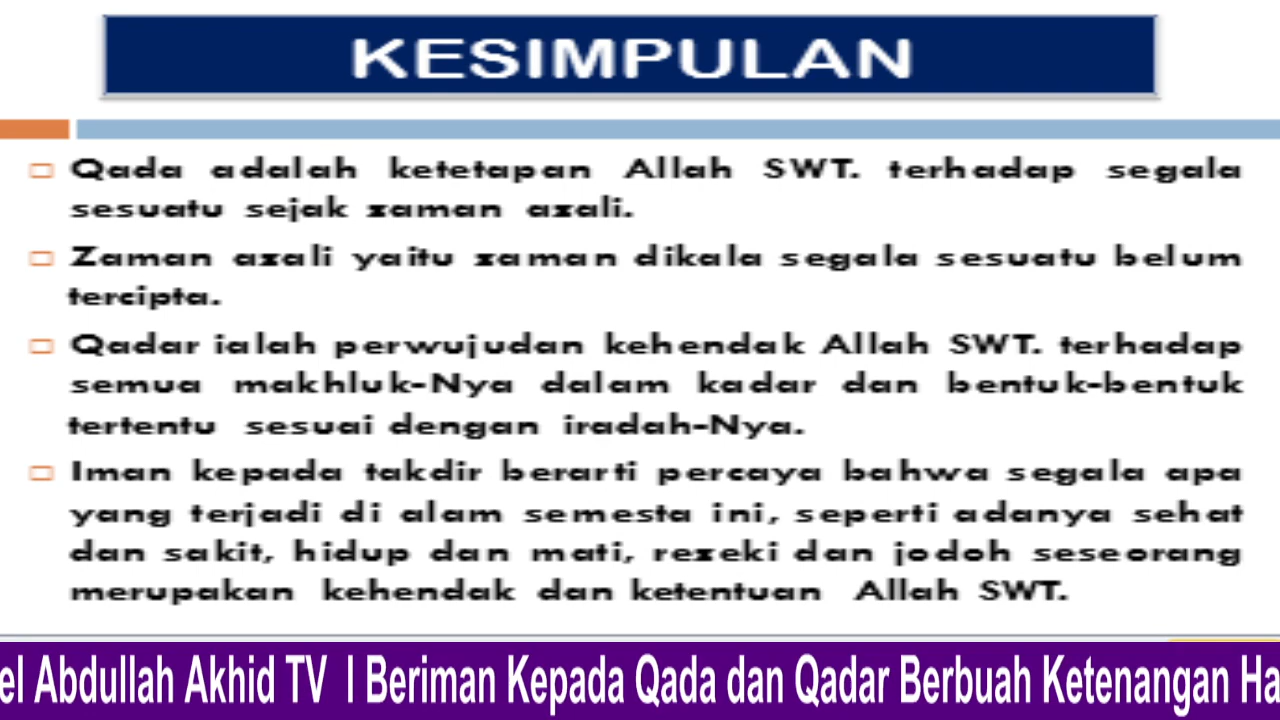 KESIMPULAN
Qada adalah ketetapan Allah SWT. terhadap segala
sesuatu sejak zaman azali.
Zaman azali yaitu zaman dikala segala sesuatu belum
tercipta.
Qadar ialah perwujudan kehendak Allah SWT. terhadap
semua makhluk-Nya dalam kadar dan bentuk-bentuk
tertentu sesuai dengan iradah-Nya.
Iman kepada takdir berarti percaya bahwa segala apa
yang terjadi di alam semesta ini, seperti adanya sehat
dan sakit, hidup dan mati, rezeki dan jodoh seseorang
merupakan kehendak dan ketentuan Allah SWT.
el Abdullah Akhid TV I Beriman Kepada Qada dan Qadar Berbuah Ketenangan Ha